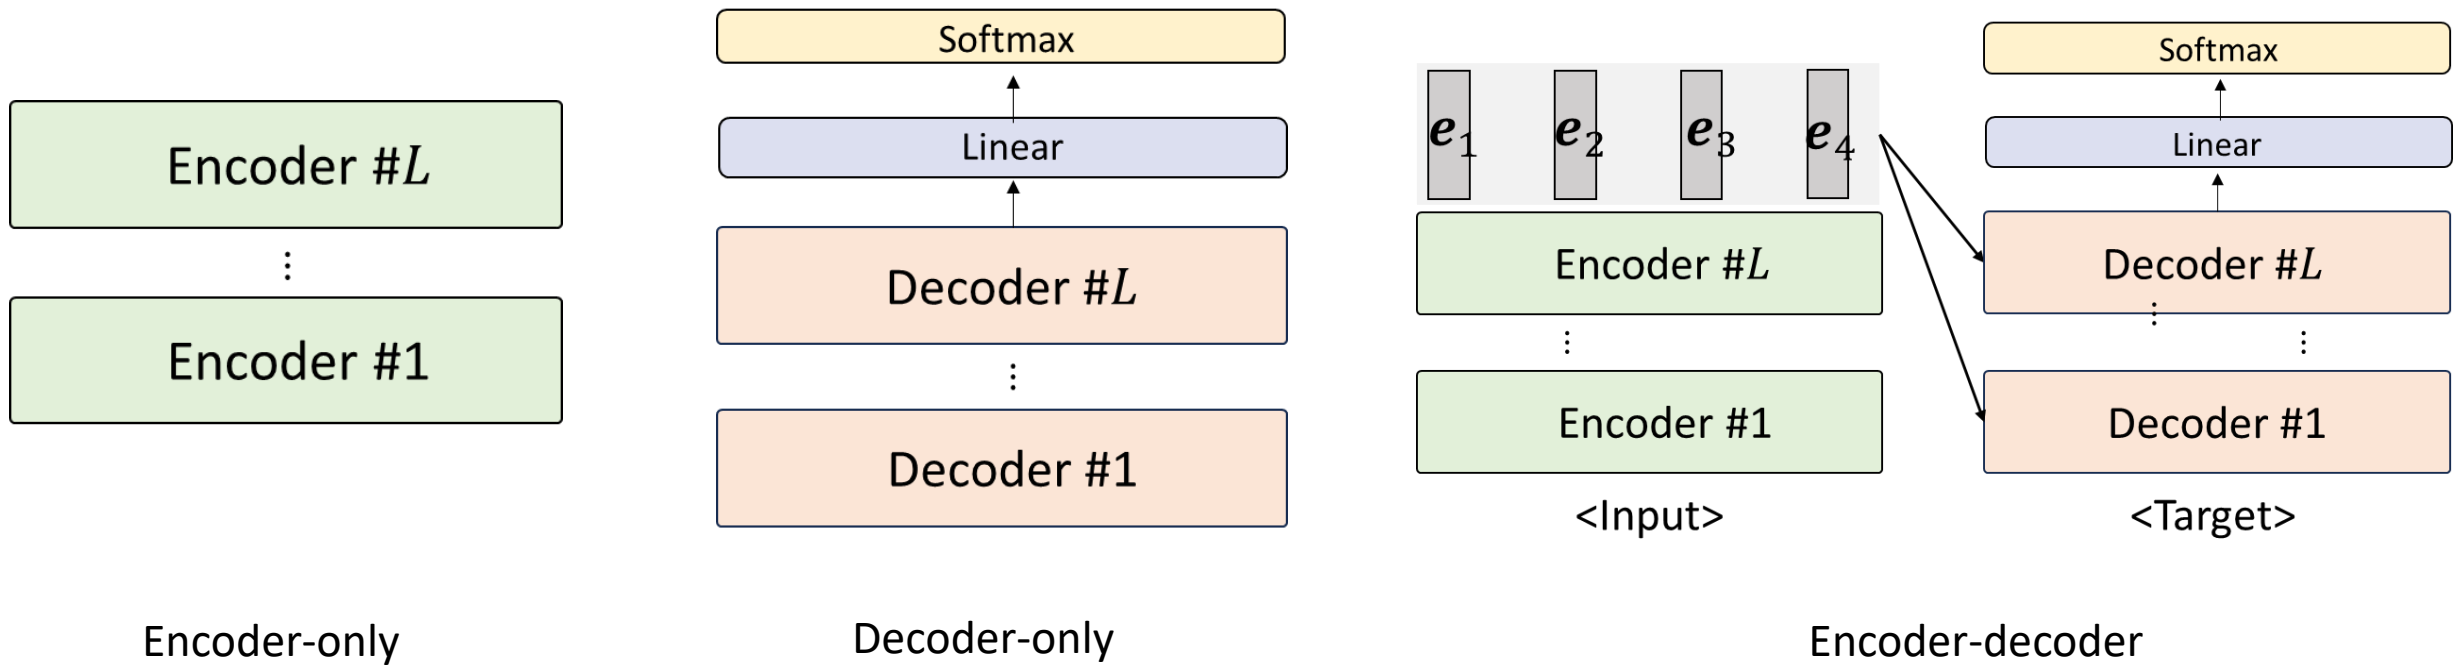 Encoder #L
⋮
Encoder #1
Encoder-only
Softmax
Linear
Decoder #L
⋮
Decoder #1
Decoder-only
e₁ e₂ e₃ e₄
Encoder #L
⋮
Encoder #1
<Input>
Softmax
Linear
Decoder #L
⋮ ⋮
Decoder #1
<Target>
Encoder-decoder